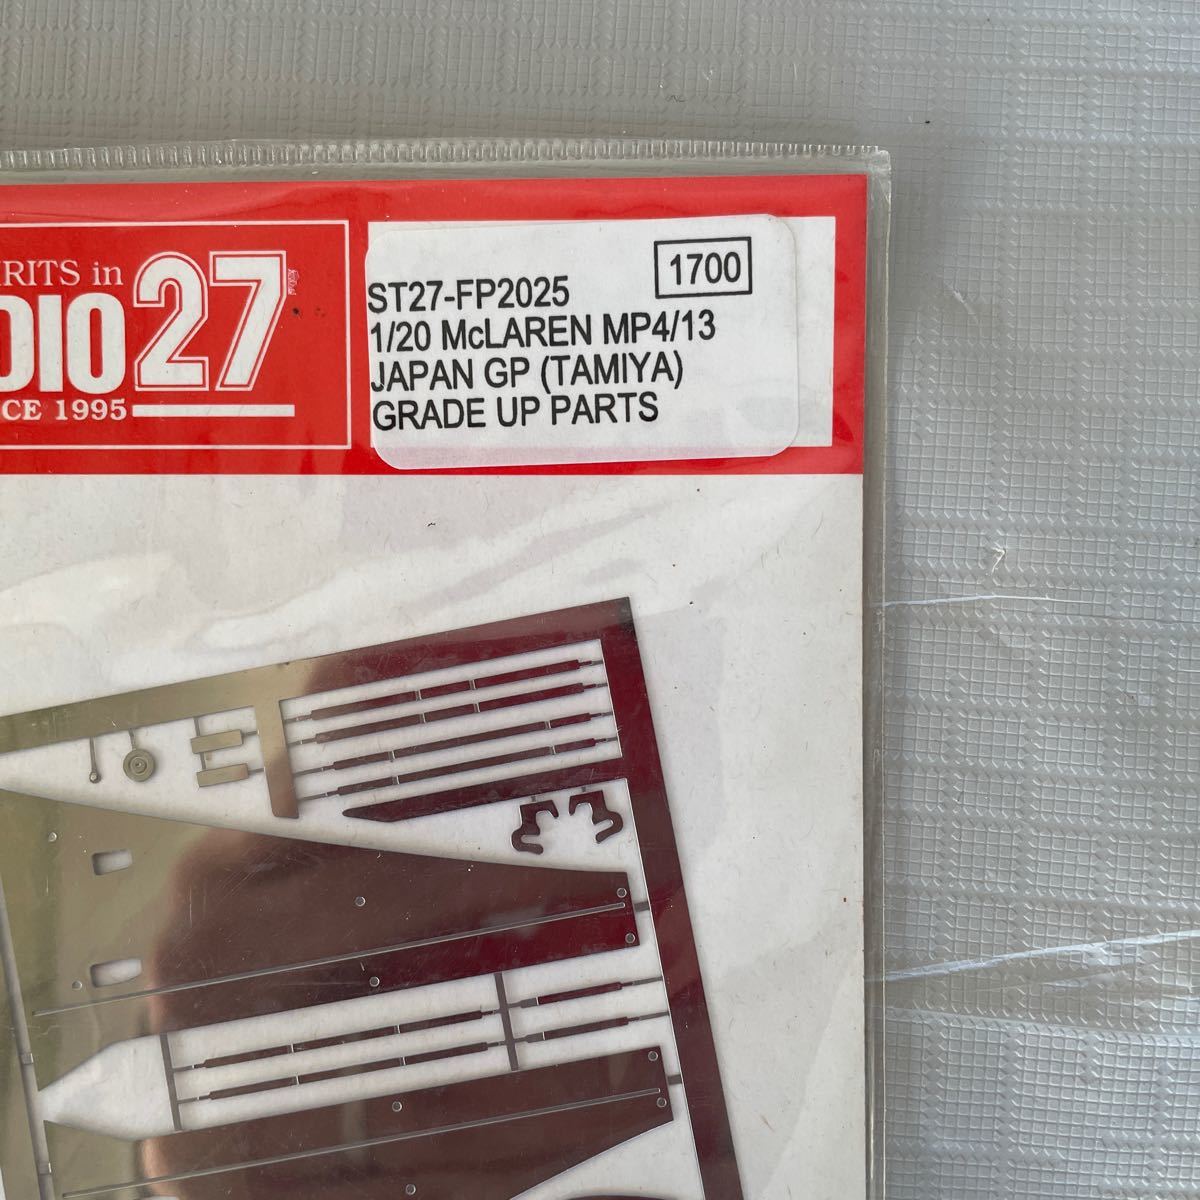 RITS in
DIO27
CE 1995
ST27-FP2025
1700
1/20 McLAREN MP4/13
JAPAN GP (TAMIYA)
GRADE UP PARTS